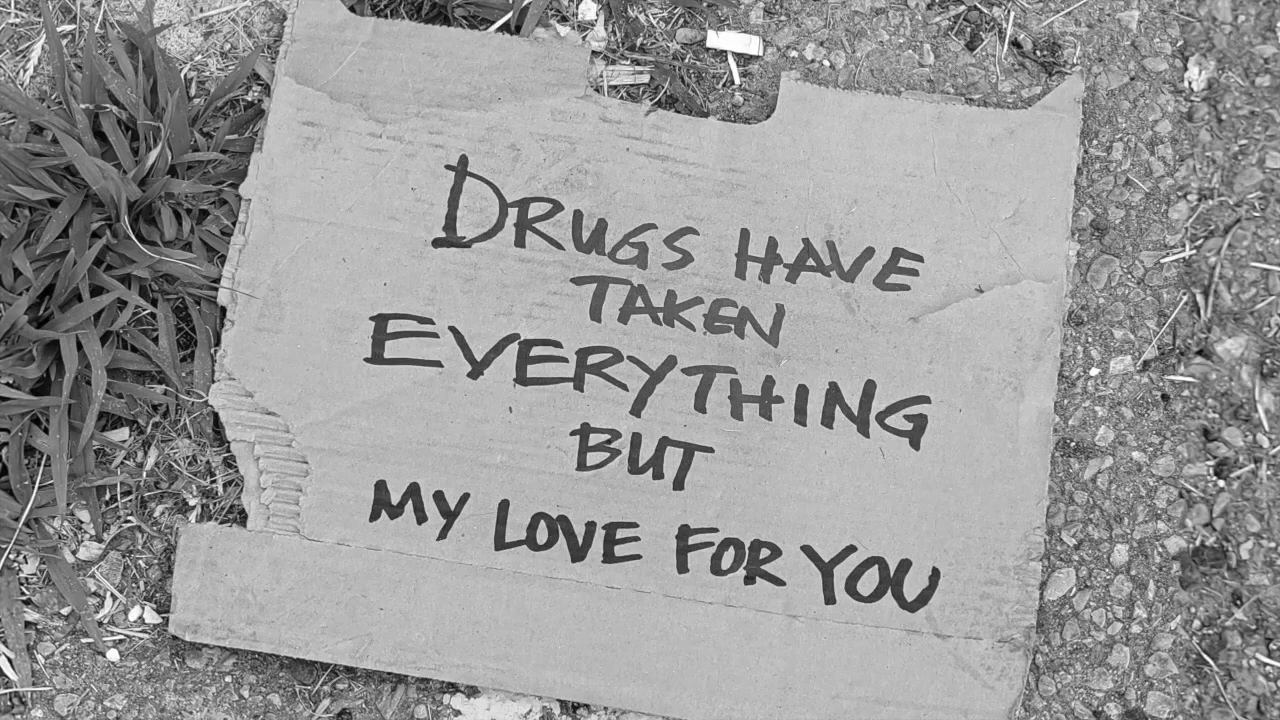 DRUGS HAVE
TAKEN
EVERYTHING
BUT
MY LOVE FOR YOU